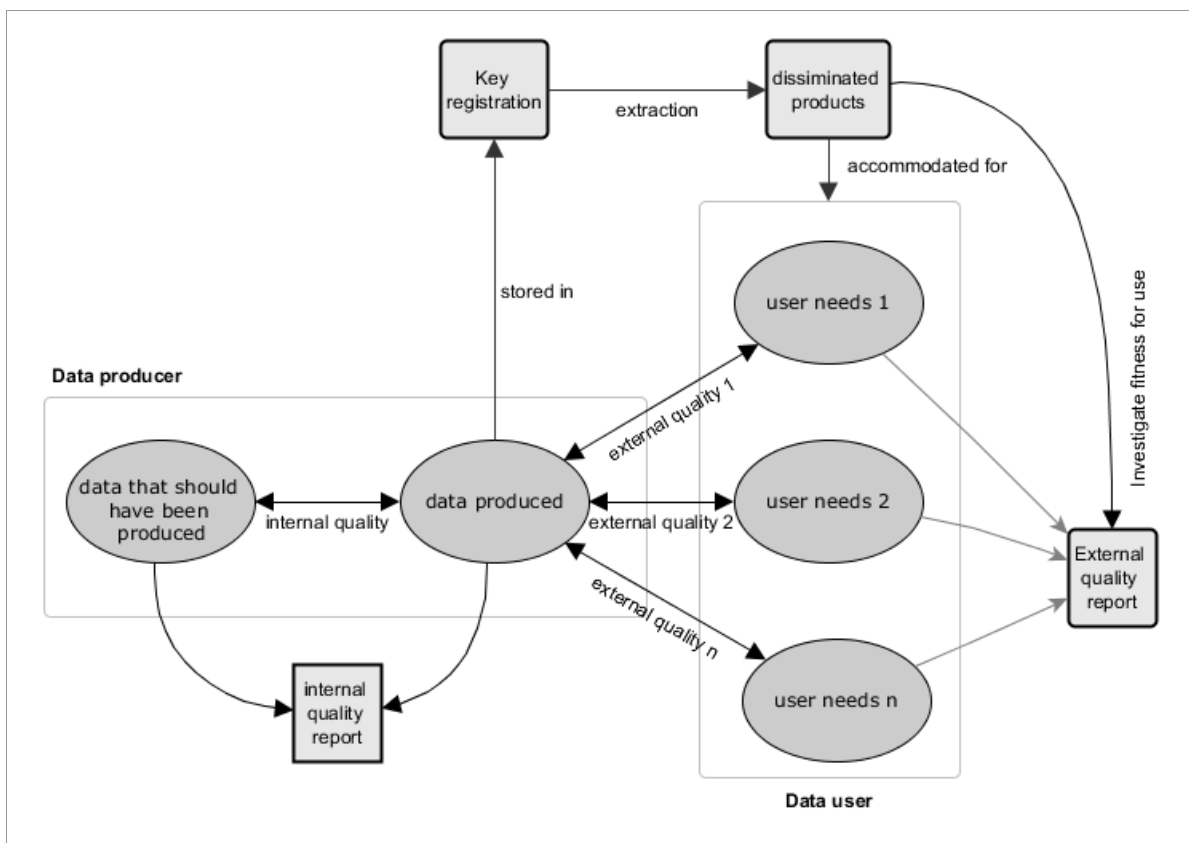 Key
registration
dissiminated
products
extraction
accommodated for
stored in
user needs 1
Investigate fitness for use
Data producer
external quality 1
data that should
have been
produced
internal quality
data produced
external quality 2
user needs 2
External
quality
report
external quality n
internal
quality
report
user needs n
Data user